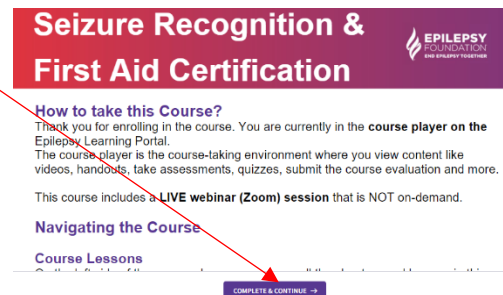 Seizure Recognition &
First Aid Certification
EPILEPSY
FOUNDATION
END EPILEPSY TOGETHER
How to take this Course?
Thank you for enrolling in the course. You are currently in the course player on the
Epilepsy Learning Portal.
The course player is the course-taking environment where you view content like
videos, handouts, take assessments, quizzes, submit the course evaluation and more.
This course includes a LIVE webinar (Zoom) session that is NOT on-demand.
Navigating the Course
Course Lessons
COMPLETE & CONTINUE →